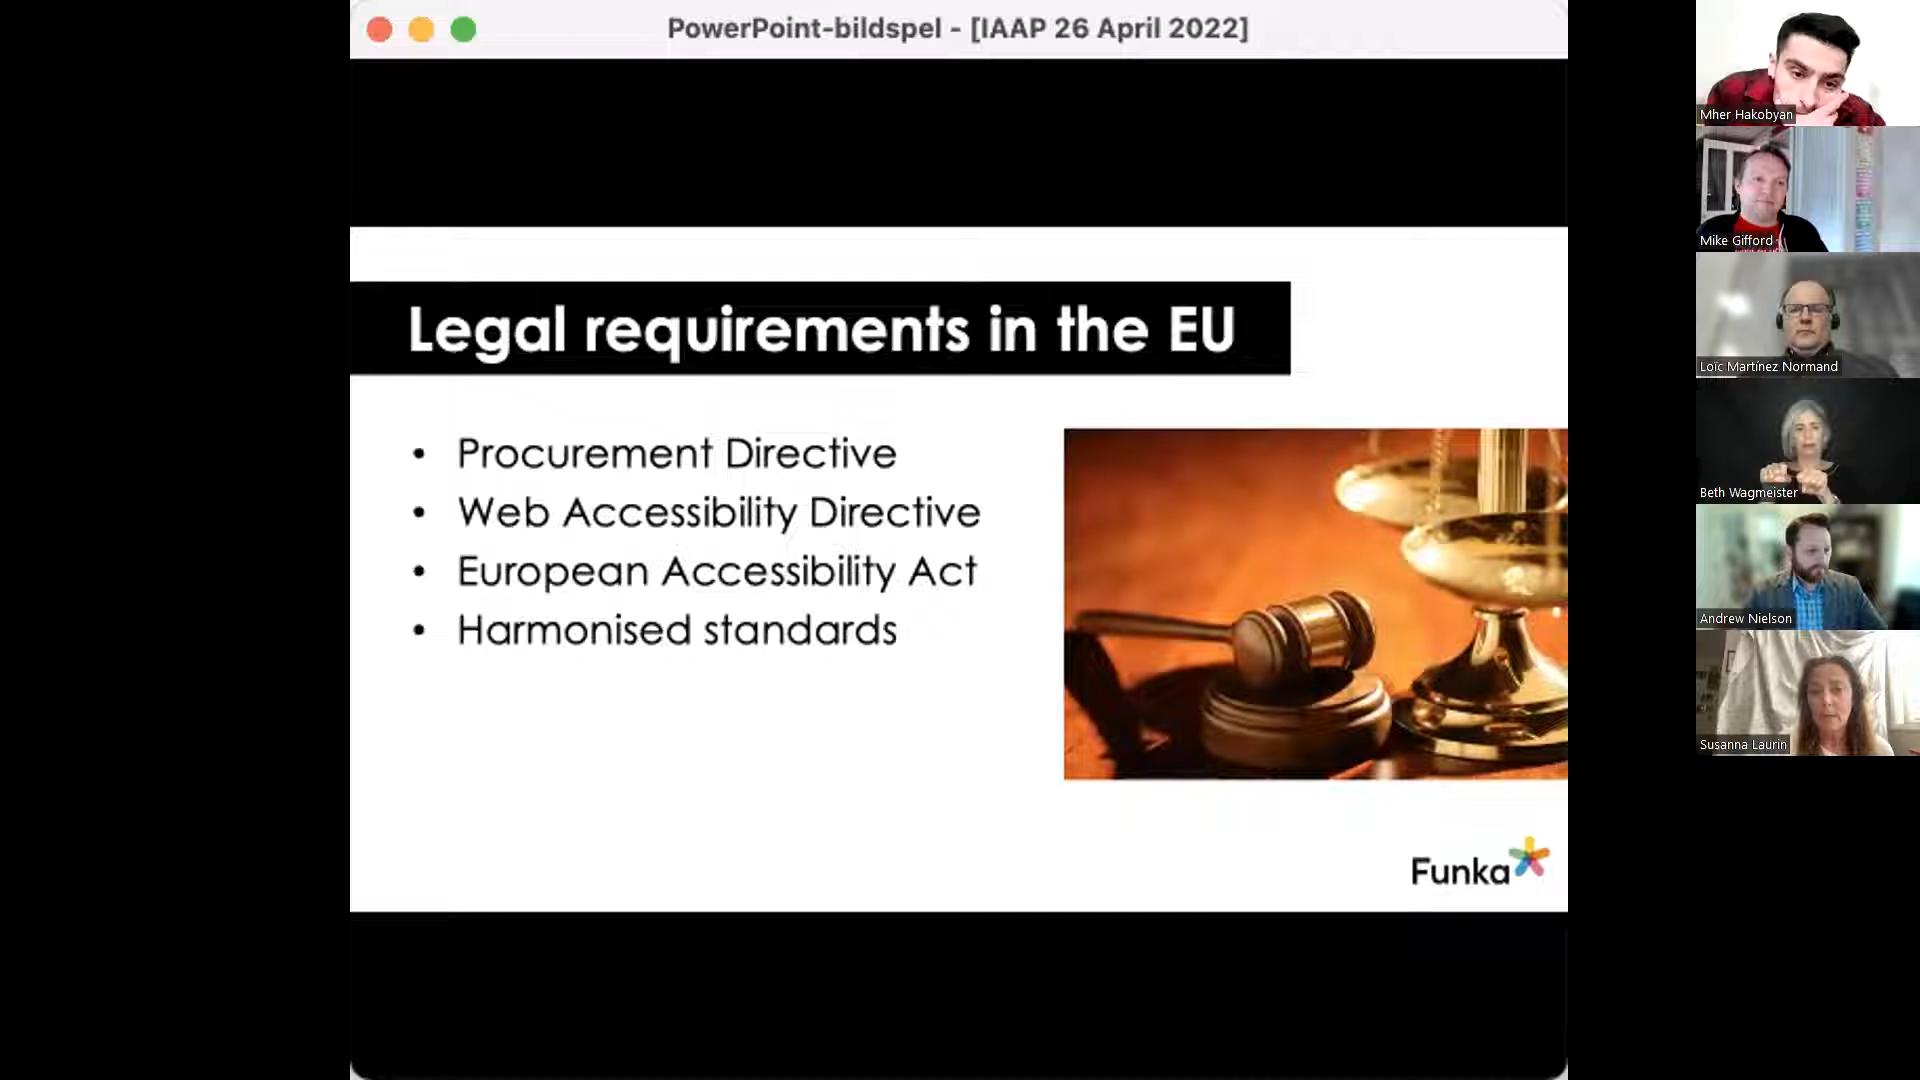 PowerPoint-bildspel - [IAAP 26 April 2022]
Legal requirements in the EU
• Procurement Directive
• Web Accessibility Directive
• European Accessibility Act
• Harmonised standards
Funka
Mher Hakobyan
Mike Gifford
Loïc Martínez Normand
Beth Wagmeister
Andrew Nielson
Susanna Laurin